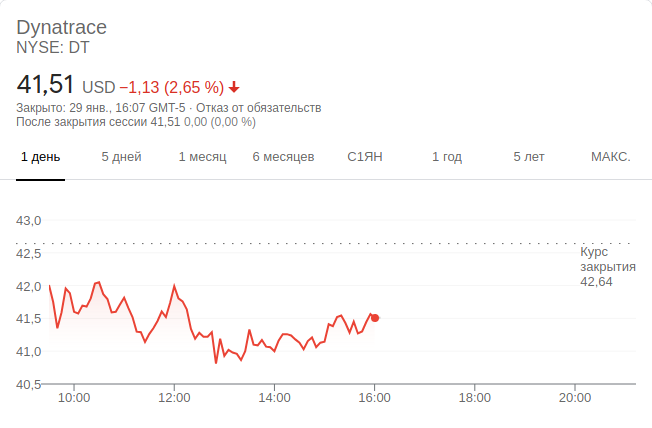 Dynatrace
NYSE: DT
41,51 USD −1,13 (2,65 %)
Закрыто: 29 янв., 16:07 GMT-5 · Отказ от обязательств
После закрытия сессии 41,51 0,00 (0,00 %)
1 день 5 дней 1 месяц 6 месяцев С1ЯН 1 год 5 лет МАКС.
43,0
Курс
42,5
закрытия
42,64
42,0
41,5
41,0
40,5
10:00 12:00 14:00 16:00 18:00 20:00